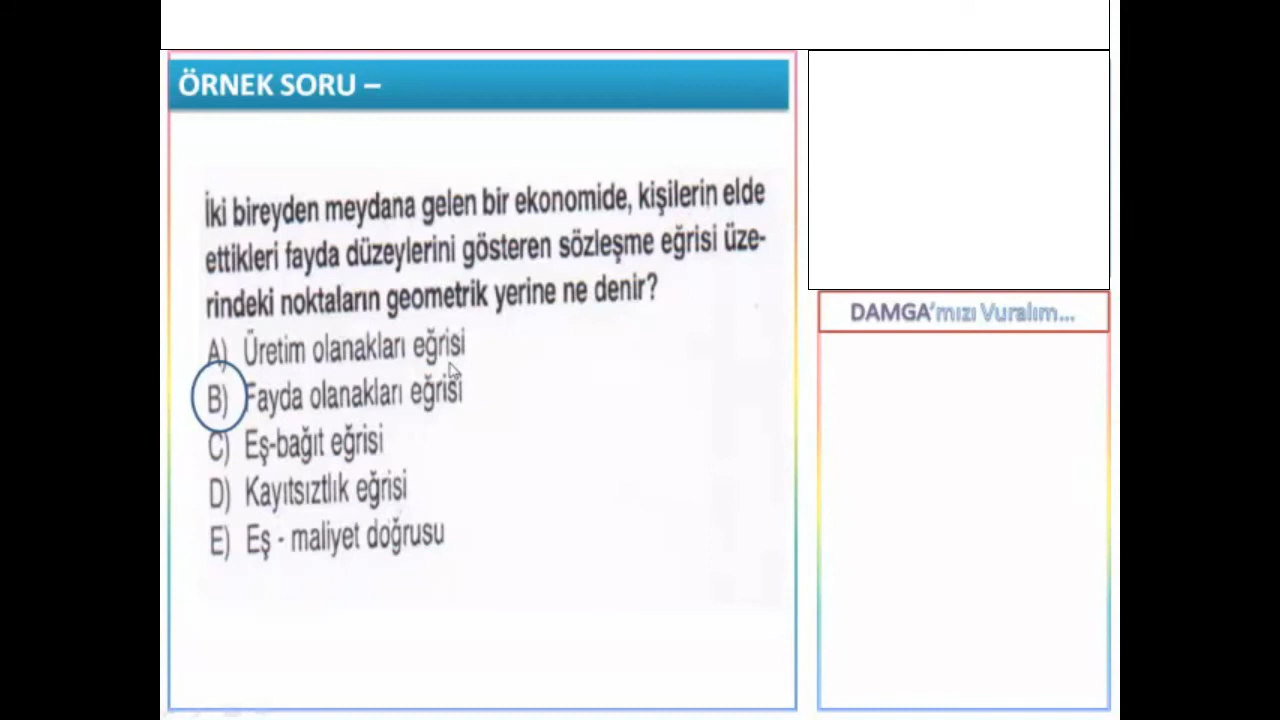 ÖRNEK SORU –
İki bireyden meydana gelen bir ekonomide, kişilerin elde
ettikleri fayda düzeylerini gösteren sözleşme eğrisi üze-
rindeki noktaların geometrik yerine ne denir?
A) Üretim olanakları eğrisi
B) Fayda olanakları eğrisi
C) Eş-bağıt eğrisi
D) Kayıtsıztlık eğrisi
E) Eş - maliyet doğrusu
DAMGA'mızı Vuralım...